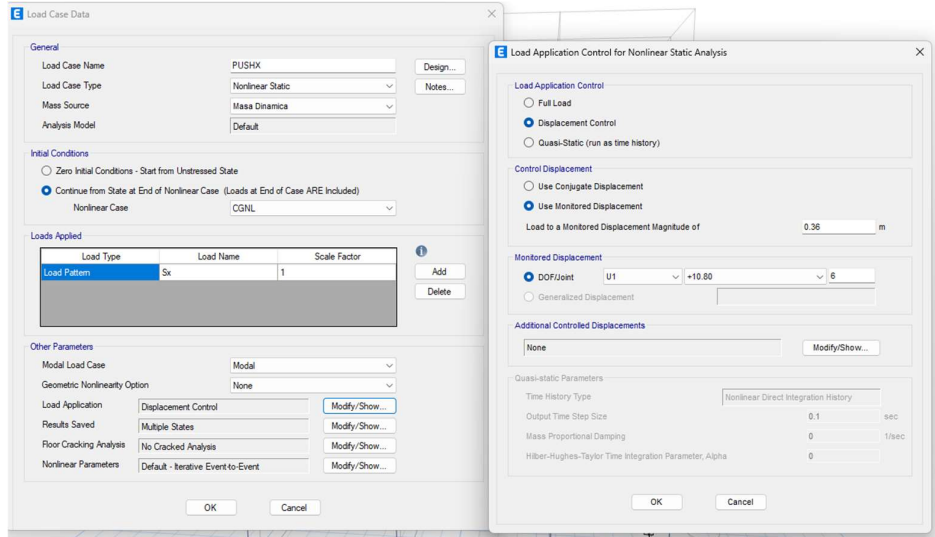 E Load Case Data
General
Load Case Name PUSHX Design...
Load Case Type Nonlinear Static Notes...
Mass Source Masa Dinamica
Analysis Model Default
Initial Conditions
Zero Initial Conditions - Start from Unstressed State
Continue from State at End of Nonlinear Case (Loads at End of Case ARE Included)
Nonlinear Case CGNL
Loads Applied
Load Type Load Name Scale Factor
Load Pattern Sx 1
Add
Delete
Other Parameters
Modal Load Case Modal
Geometric Nonlinearity Option None
Load Application Displacement Control Modify/Show...
Results Saved Multiple States Modify/Show...
Floor Cracking Analysis No Cracked Analysis Modify/Show...
Nonlinear Parameters Default - Iterative Event-to-Event Modify/Show...
OK Cancel
E Load Application Control for Nonlinear Static Analysis
Load Application Control
Full Load
Displacement Control
Quasi-Static (run as time history)
Control Displacement
Use Conjugate Displacement
Use Monitored Displacement
Load to a Monitored Displacement Magnitude of 0.36 m
Monitored Displacement
DOF/Joint U1 +10.80 6
Generalized Displacement
Additional Controlled Displacements
None Modify/Show...
Quasi-static Parameters
Time History Type Nonlinear Direct Integration History
Output Time Step Size 0.1 sec
Mass Proportional Damping 0 1/sec
Hilber-Hughes-Taylor Time Integration Parameter, Alpha 0
OK Cancel